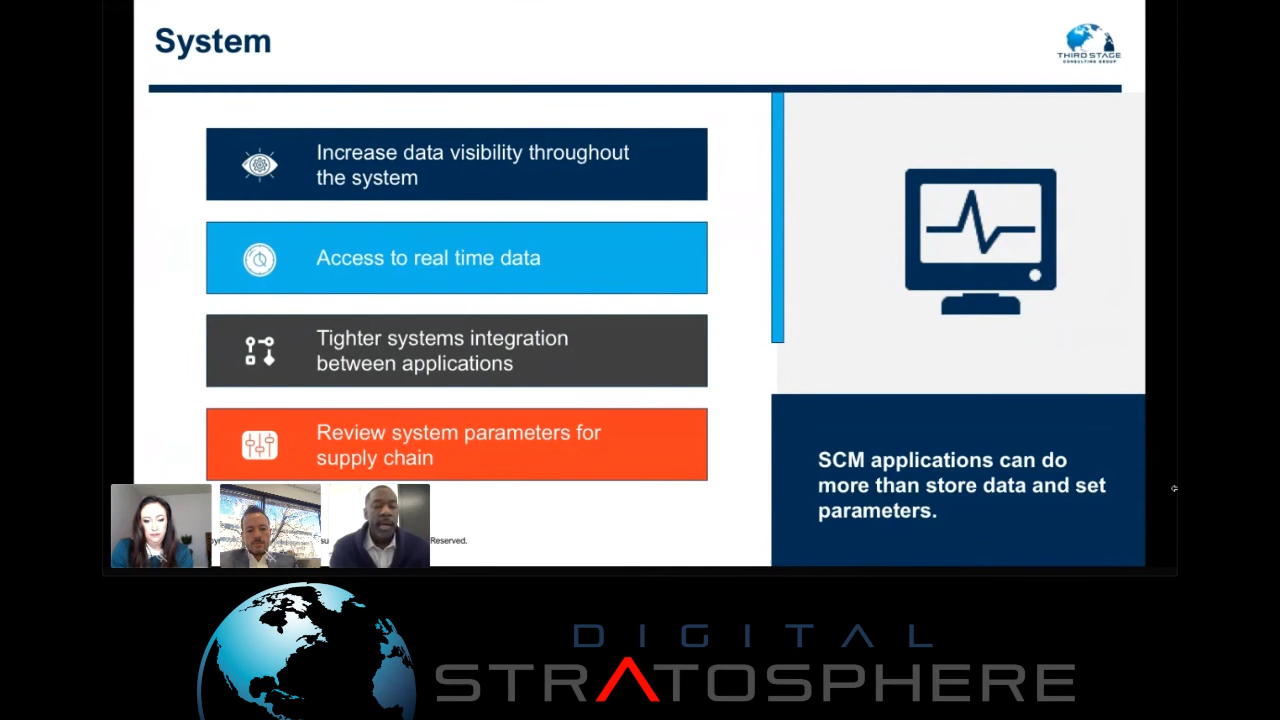 System
THIRD STAGE
CONSULTING GROUP
Increase data visibility throughout
the system
Access to real time data
Tighter systems integration
between applications
Review system parameters for
supply chain
SCM applications can do
more than store data and set
parameters.
Reserved.
DIGITAL
STRATOSPHERE